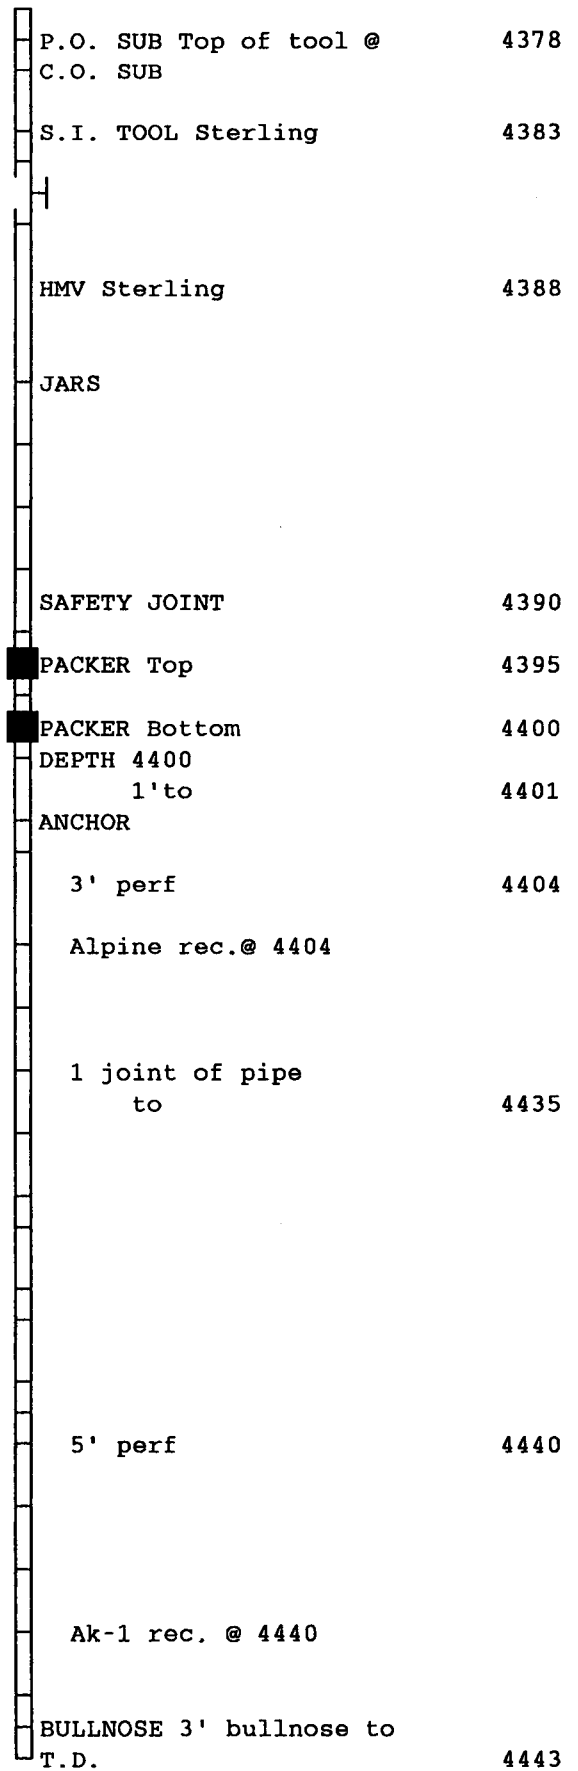 P.O. SUB Top of tool @ 4378
C.O. SUB
S.I. TOOL Sterling 4383
HMV Sterling 4388
JARS
SAFETY JOINT 4390
PACKER Top 4395
PACKER Bottom 4400
DEPTH 4400
1'to 4401
ANCHOR
3' perf 4404
Alpine rec.@ 4404
1 joint of pipe
to 4435
5' perf 4440
Ak-1 rec. @ 4440
BULLNOSE 3' bullnose to
T.D. 4443